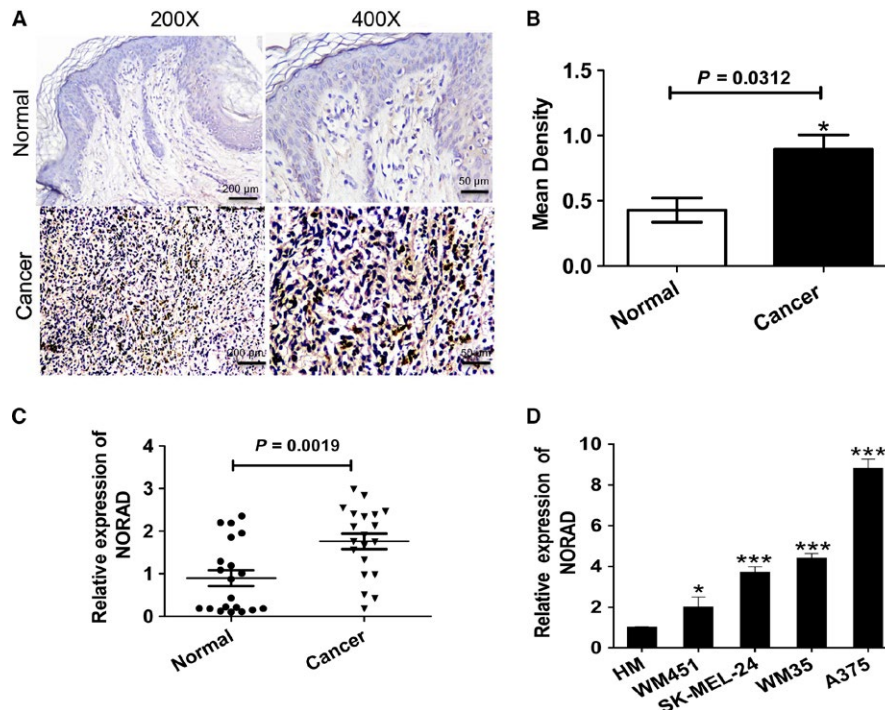 A
200X
400X
Normal
200 μm
50 μm
Cancer
200 μm
50 μm
B
Mean Density
1.5
1.0
0.5
0.0
P = 0.0312
*
Normal
Cancer
C
Relative expression of
NORAD
4
3
2
1
0
P = 0.0019
Normal
Cancer
D
Relative expression of
NORAD
10
8
6
4
2
0
*
***
***
***
HM
WM451
SK-MEL-24
WM35
A375